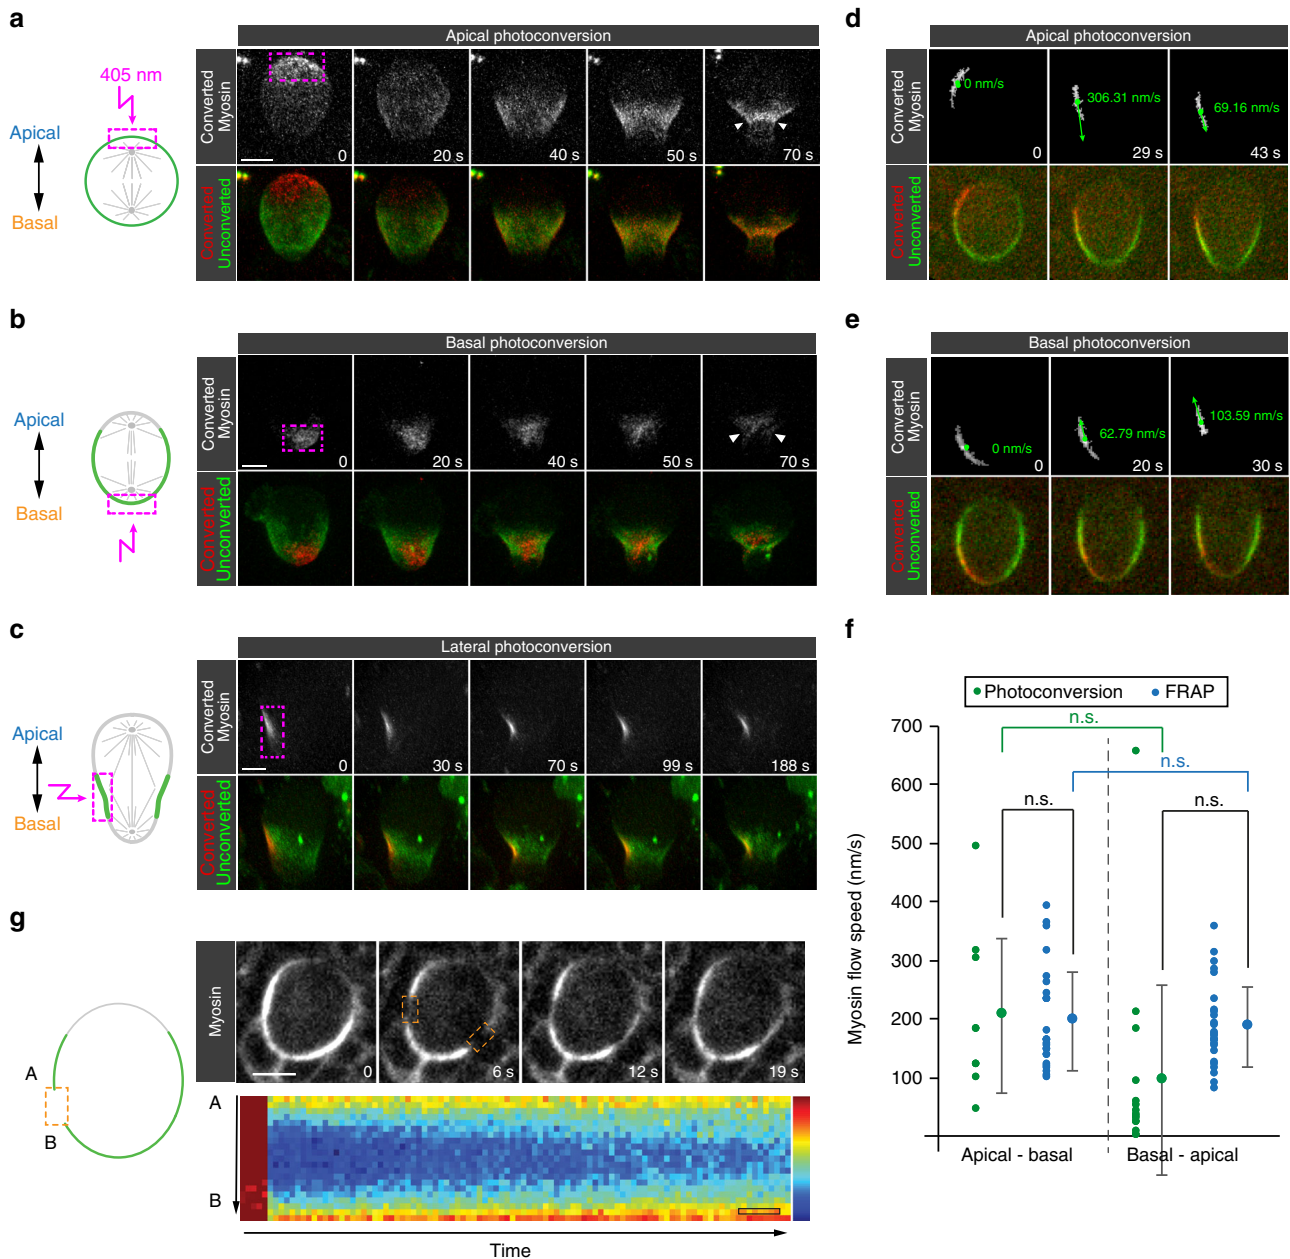 a
405 nm
Apical
Basal
Apical photoconversion
Converted
Myosin
0
20 s
40 s
50 s
70 s
Converted
Unconverted
b
Apical
Basal
Basal photoconversion
Converted
Myosin
0
20 s
40 s
50 s
70 s
Converted
Unconverted
c
Apical
Basal
Lateral photoconversion
Converted
Myosin
0
30 s
70 s
99 s
188 s
Converted
Unconverted
d
Apical photoconversion
Converted
Myosin
0 nm/s
306.31 nm/s
69.16 nm/s
0
29 s
43 s
Converted
Unconverted
e
Basal photoconversion
Converted
Myosin
0 nm/s
62.79 nm/s
103.59 nm/s
0
20 s
30 s
Converted
Unconverted
f
Photoconversion
FRAP
Myosin flow speed (nm/s)
700
600
500
400
300
200
100
n.s.
n.s.
n.s.
n.s.
Apical - basal
Basal - apical
g
A
B
Myosin
0
6 s
12 s
19 s
A
B
Time